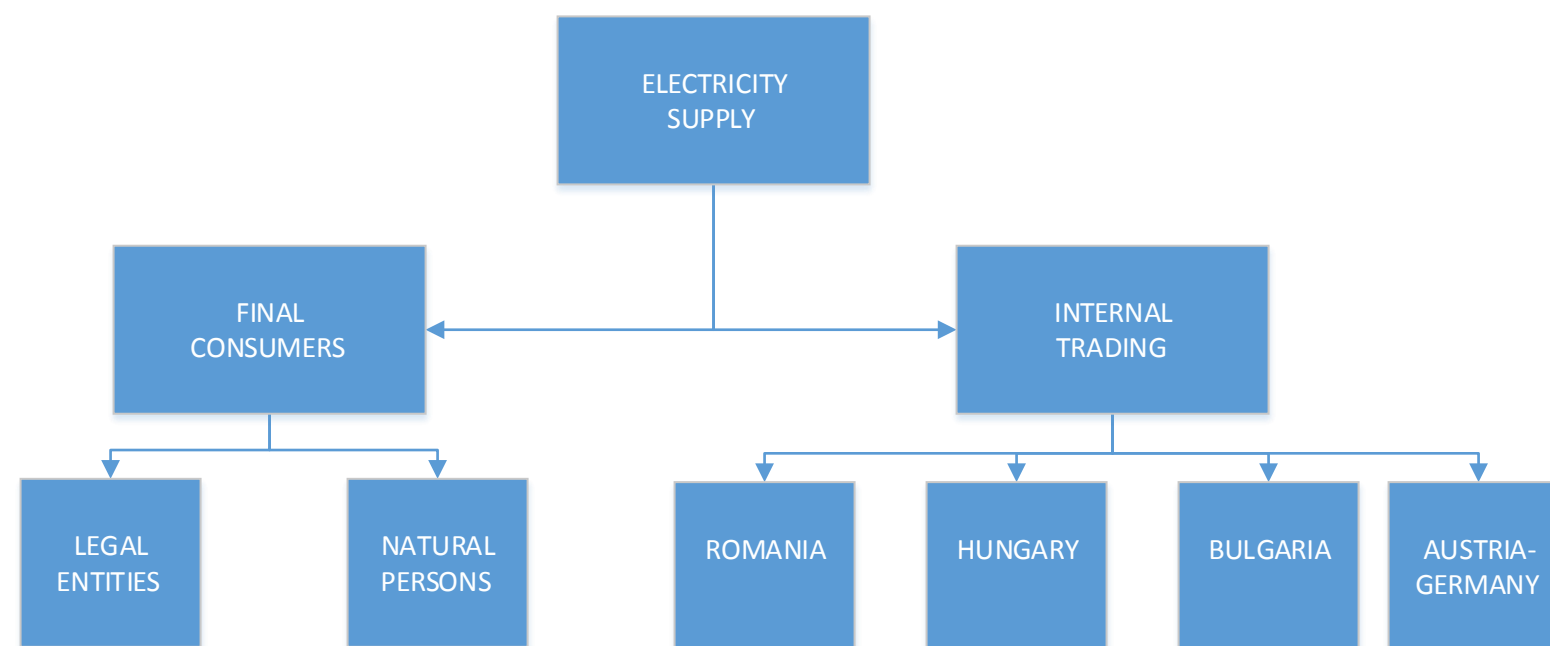 ELECTRICITY
SUPPLY
FINAL
CONSUMERS
INTERNAL
TRADING
LEGAL
ENTITIES
NATURAL
PERSONS
ROMANIA
HUNGARY
BULGARIA
AUSTRIA-
GERMANY